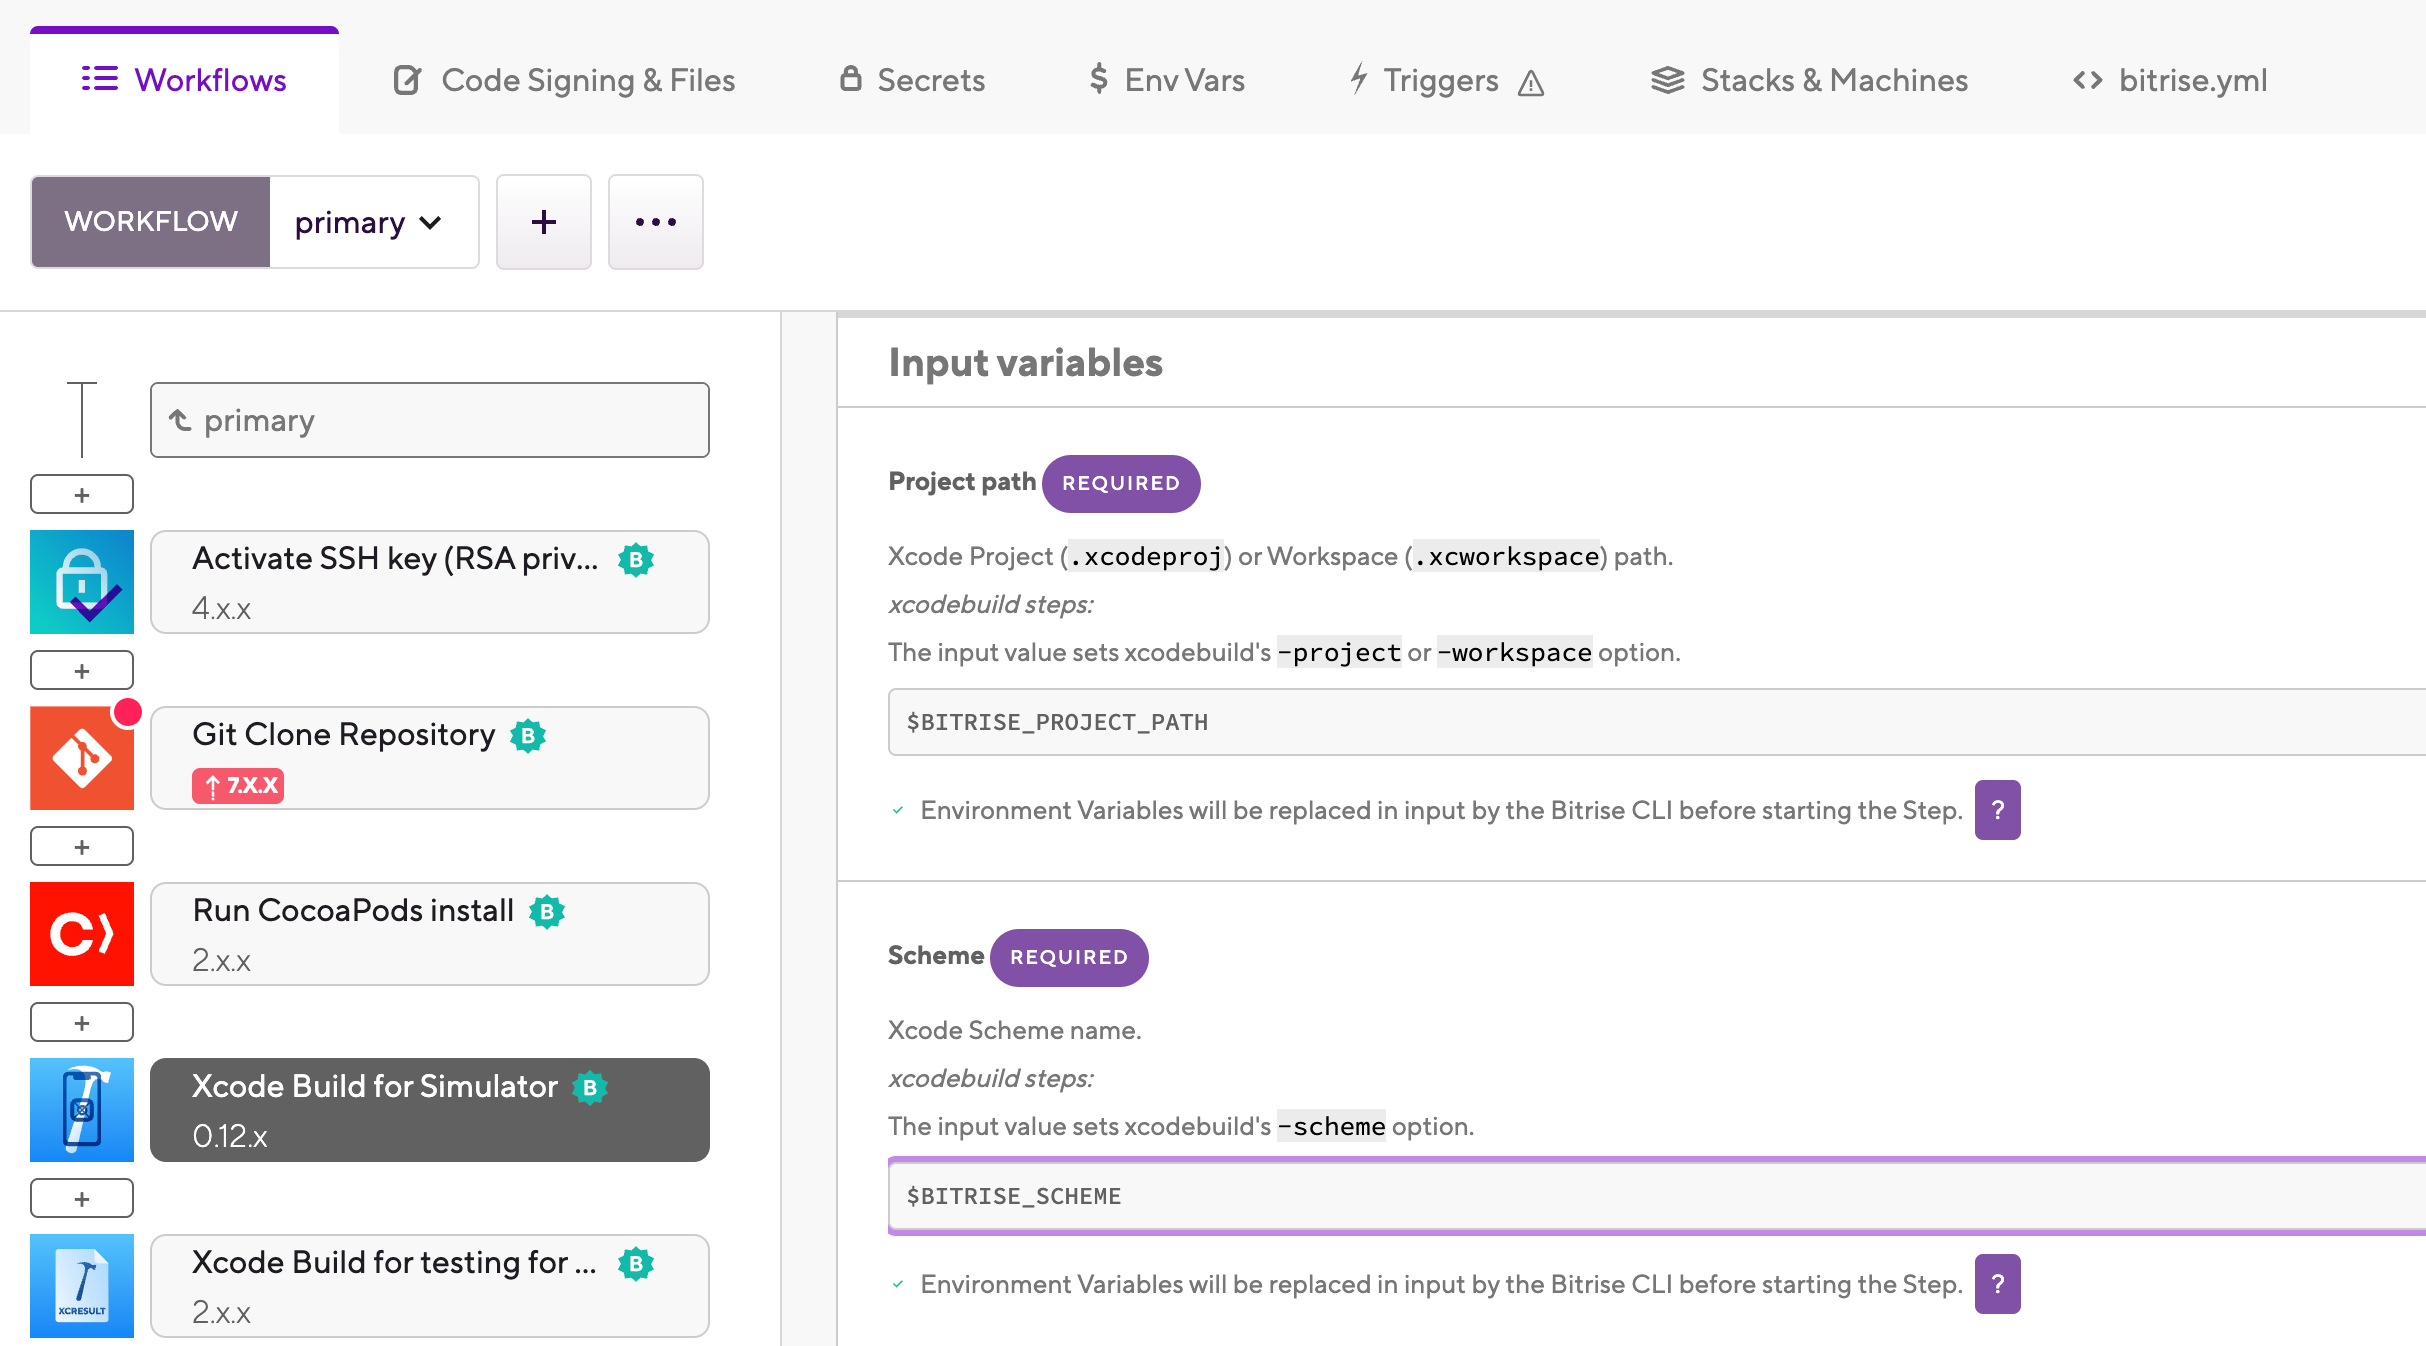 Workflows
Code Signing & Files
Secrets
$ Env Vars
Triggers
Stacks & Machines
<> bitrise.yml
WORKFLOW
primary
+
...
primary
+
Activate SSH key (RSA priv... B
4.x.x
+
Git Clone Repository B
↑ 7.X.X
+
Run CocoaPods install B
2.x.x
+
Xcode Build for Simulator B
0.12.x
+
Xcode Build for testing for ... B
XCRESULT
2.x.x
Input variables
Project path REQUIRED
Xcode Project (.xcodeproj) or Workspace (.xcworkspace) path.
xcodebuild steps:
The input value sets xcodebuild's -project or -workspace option.
$BITRISE_PROJECT_PATH
Environment Variables will be replaced in input by the Bitrise CLI before starting the Step. ?
Scheme REQUIRED
Xcode Scheme name.
xcodebuild steps:
The input value sets xcodebuild's -scheme option.
$BITRISE_SCHEME
Environment Variables will be replaced in input by the Bitrise CLI before starting the Step. ?